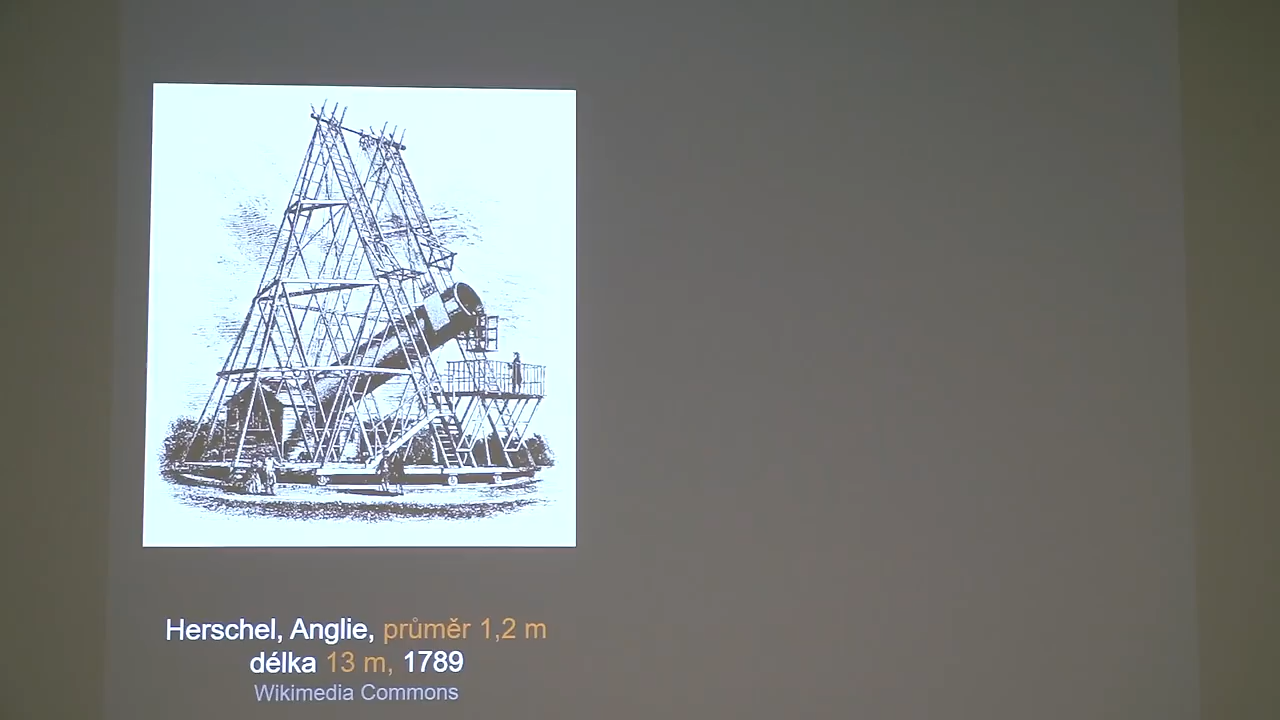 Herschel, Anglie, průměr 1,2 m
délka 13 m, 1789
Wikimedia Commons